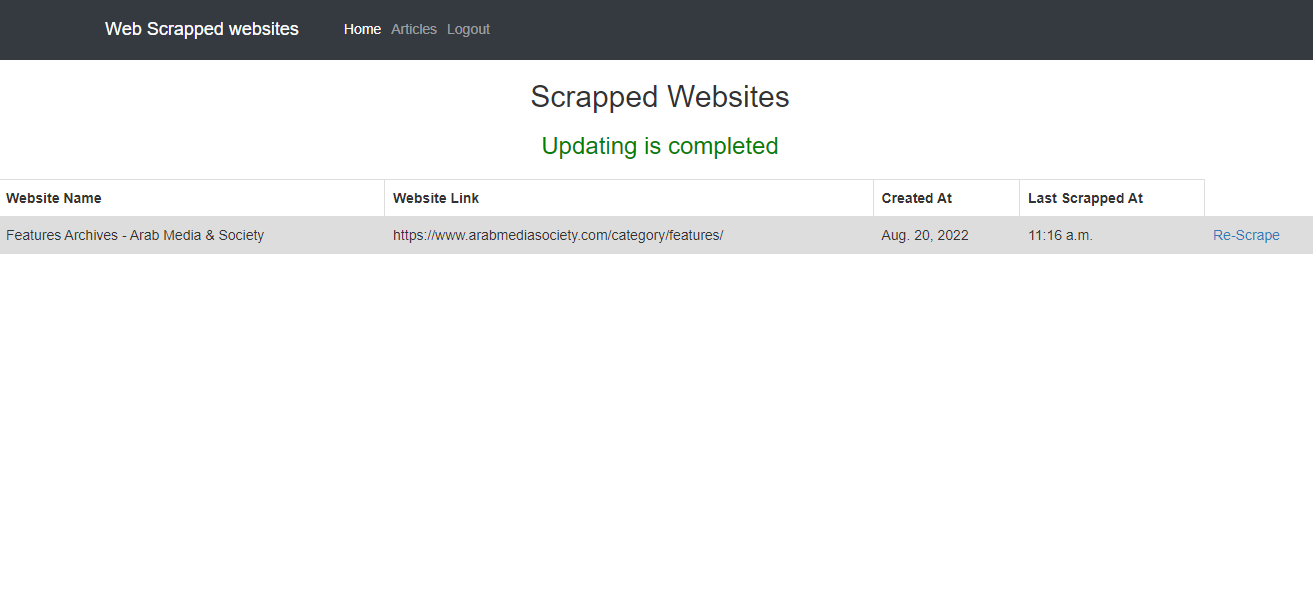 Web Scrapped websites Home Articles Logout
Scrapped Websites
Updating is completed
Website Name Website Link Created At Last Scrapped At
Features Archives - Arab Media & Society https://www.arabmediasociety.com/category/features/ Aug. 20, 2022 11:16 a.m. Re-Scrape